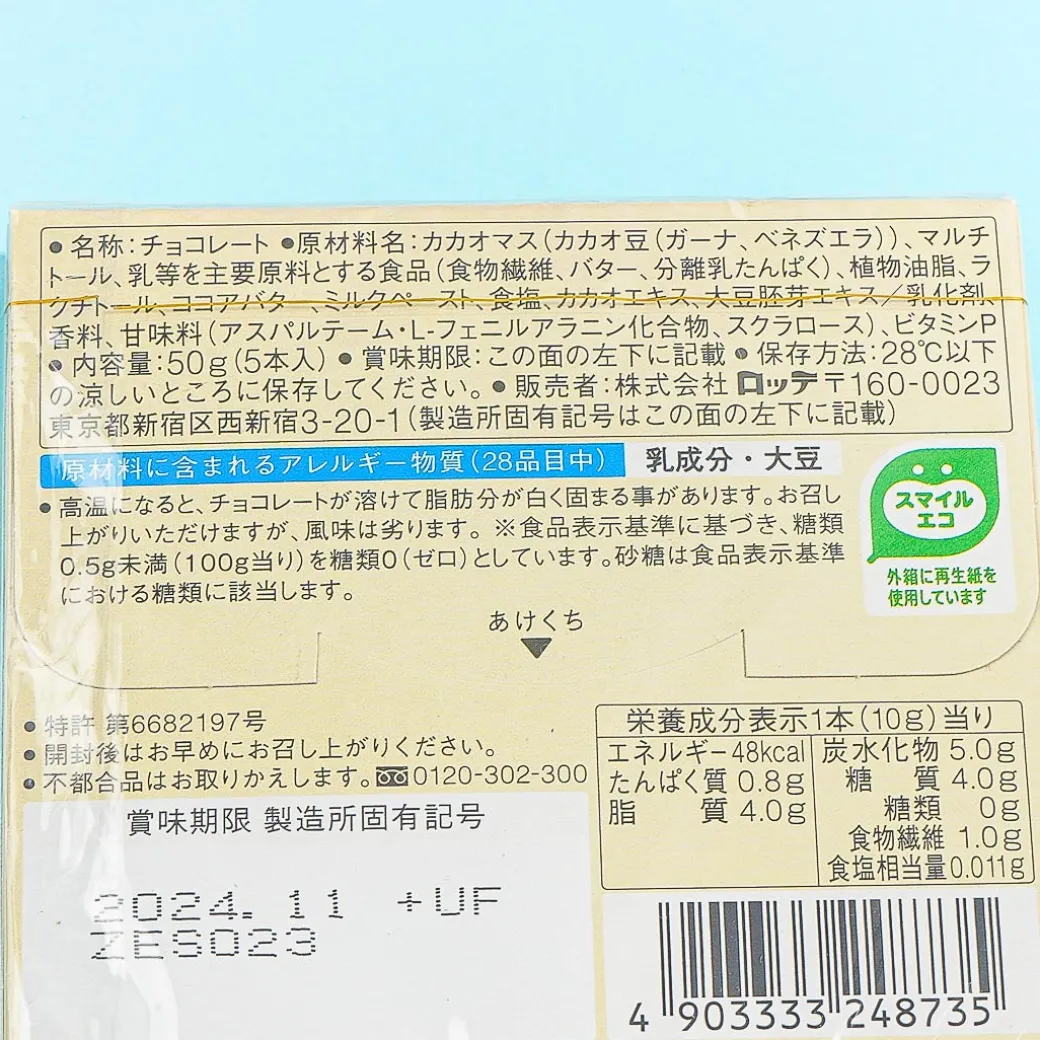 ●名称：チョコレート ●原材料名：カカオマス（カカオ豆（ガーナ、ベネズエラ））、マルチ
トール、乳等を主要原料とする食品（食物繊維、バター、分離乳たんぱく）、植物油脂、ラ
クチトール、ココアバター、ミルクペースト、食塩、カカオエキス、大豆胚芽エキス／乳化剤、
香料、甘味料（アスパルテーム・L-フェニルアラニン化合物、スクラロース）、ビタミンP
●内容量：50g（5本入）●賞味期限：この面の左下に記載 ●保存方法：28℃以下
の涼しいところに保存してください。●販売者：株式会社 ロッテ 〒160-0023
東京都新宿区西新宿3-20-1（製造所固有記号はこの面の左下に記載）
原材料に含まれるアレルギー物質（28品目中） 乳成分・大豆
●高温になると、チョコレートが溶けて脂肪分が白く固まる事があります。お召し
上がりいただけますが、風味は劣ります。 ※食品表示基準に基づき、糖類
0.5g未満（100g当り）を糖類0（ゼロ）としています。砂糖は食品表示基準
における糖類に該当します。
スマイル
エコ
外箱に再生紙を
使用しています
あけくち
●特許 第6682197号
●開封後はお早めにお召し上がりください。
●不都合品はお取りかえします。0120-302-300
賞味期限 製造所固有記号
2024.11 +UF
ZES023
栄養成分表示1本（10g）当り
エネルギー 48kcal
たんぱく質 0.8g
脂質 4.0g
炭水化物 5.0g
糖質 4.0g
糖類 0g
食物繊維 1.0g
食塩相当量 0.011g
4 903333 248735